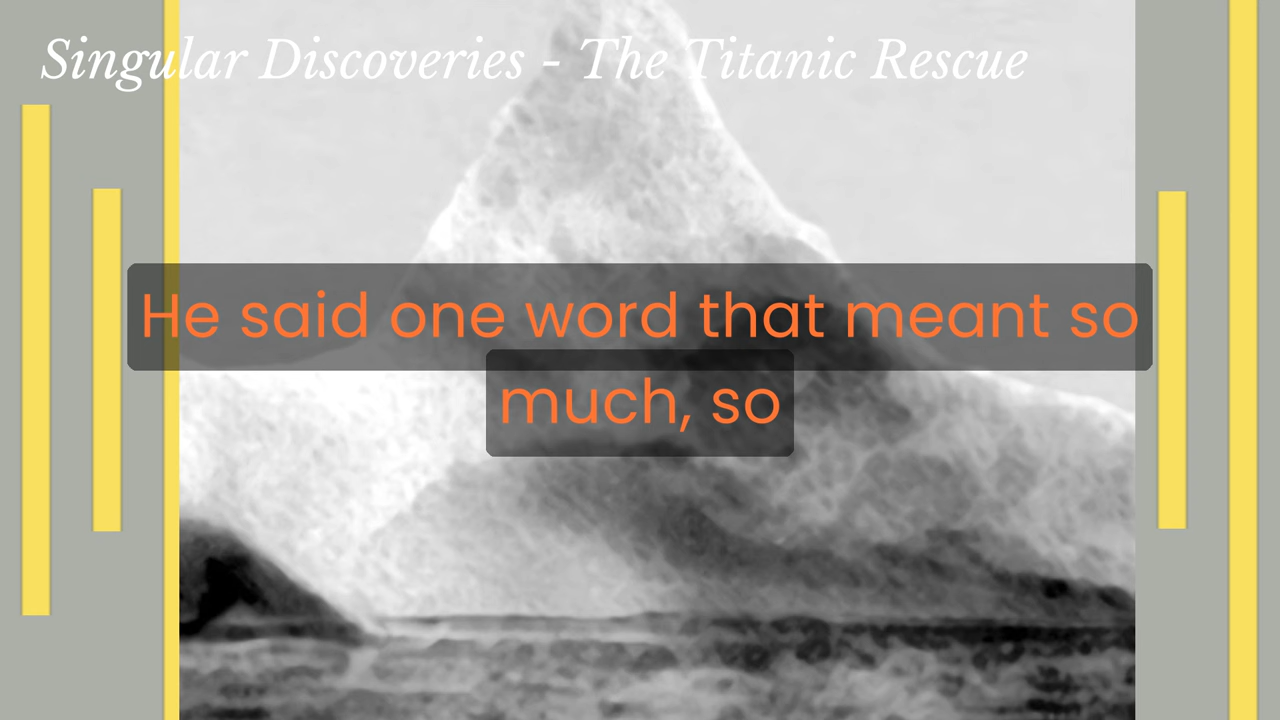 Singular Discoveries - The Titanic Rescue
He said one word that meant so
much, so